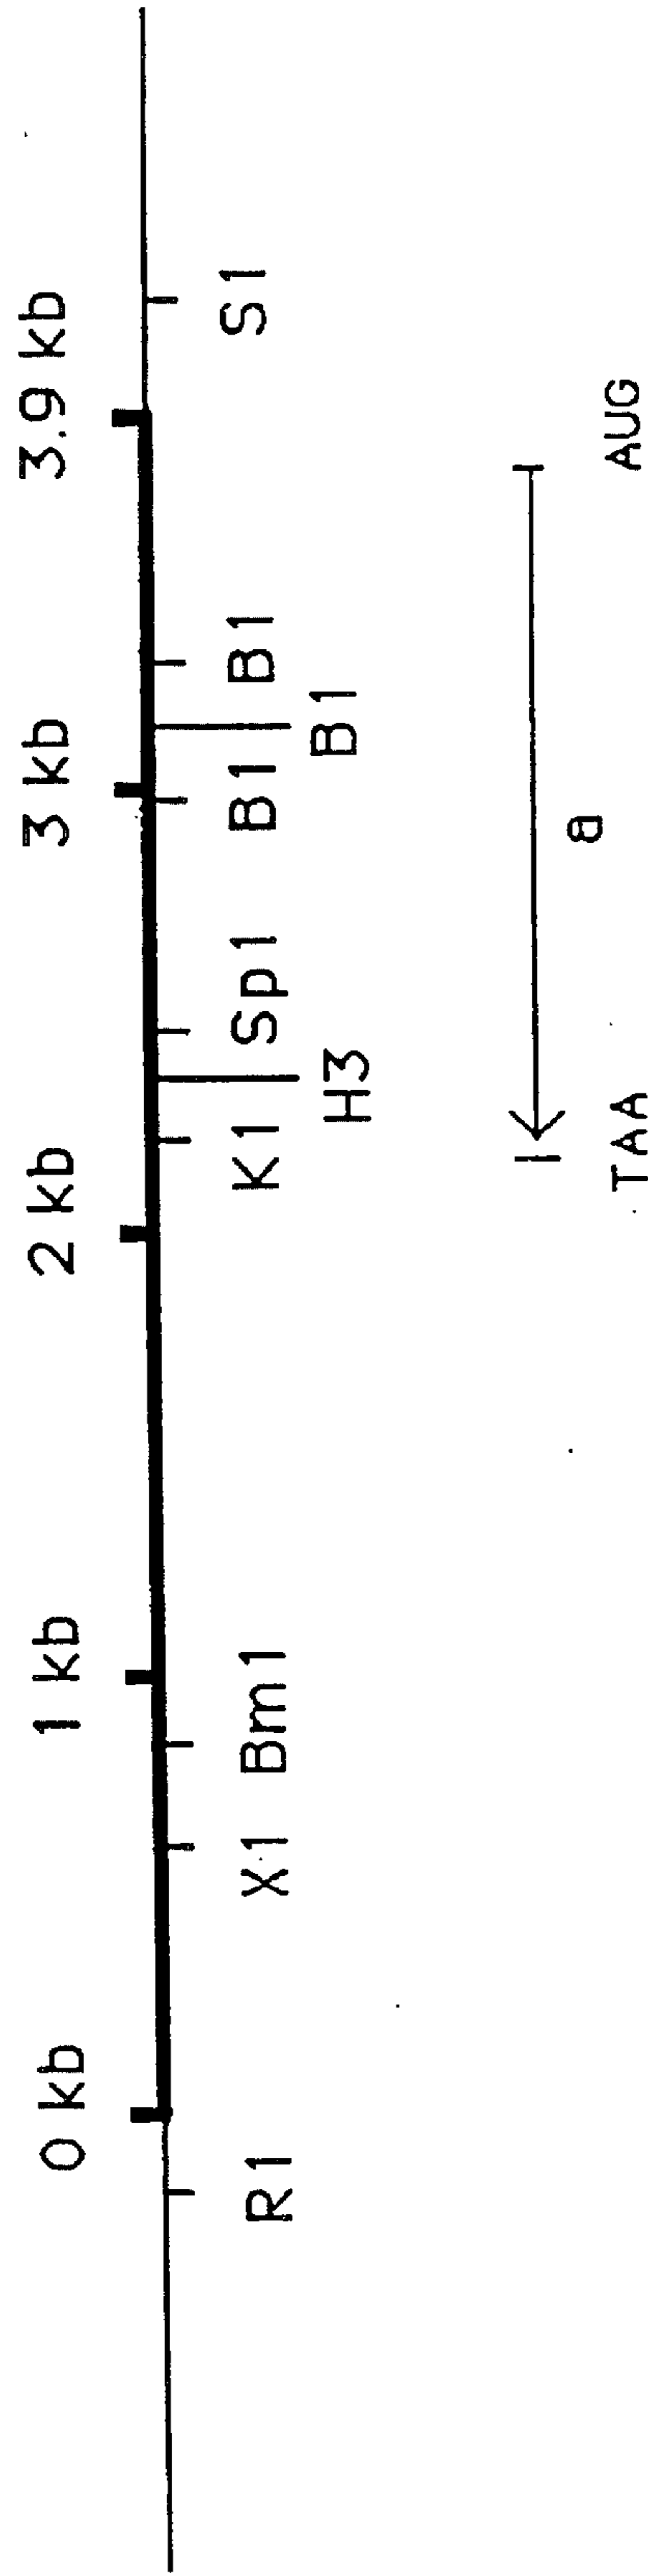 0 kb 1 kb 2 kb 3 kb 3.9 kb
R1 X1 Bm1 K1 Sp1 B1 B1 S1
H3 B1
a
TAA AUG